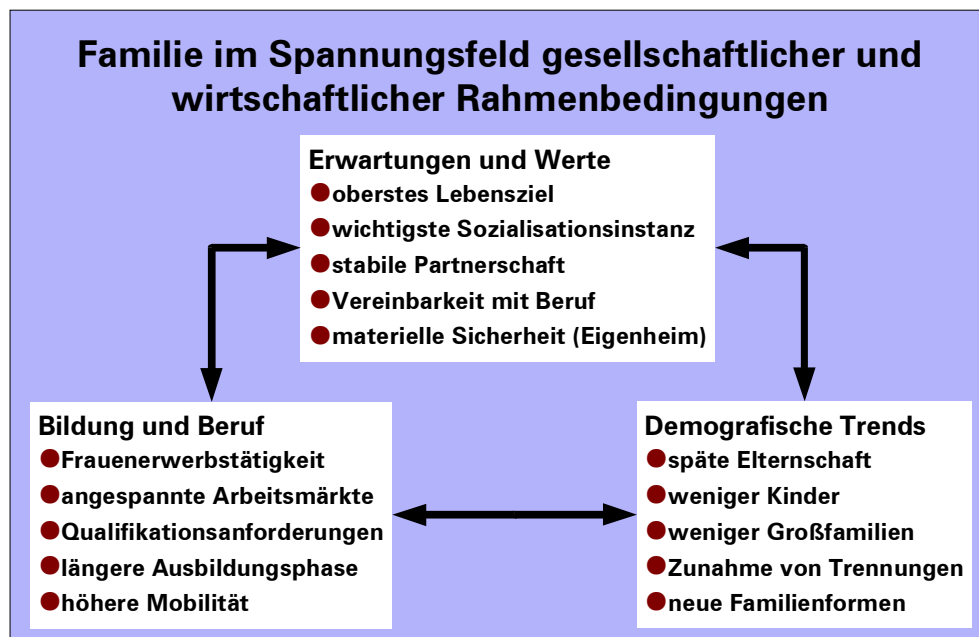 Familie im Spannungsfeld gesellschaftlicher und
wirtschaftlicher Rahmenbedingungen
Erwartungen und Werte
●oberstes Lebensziel
●wichtigste Sozialisationsinstanz
●stabile Partnerschaft
●Vereinbarkeit mit Beruf
●materielle Sicherheit (Eigenheim)
Bildung und Beruf
●Frauenerwerbstätigkeit
●angespannte Arbeitsmärkte
●Qualifikationsanforderungen
●längere Ausbildungsphase
●höhere Mobilität
Demografische Trends
●späte Elternschaft
●weniger Kinder
●weniger Großfamilien
●Zunahme von Trennungen
●neue Familienformen